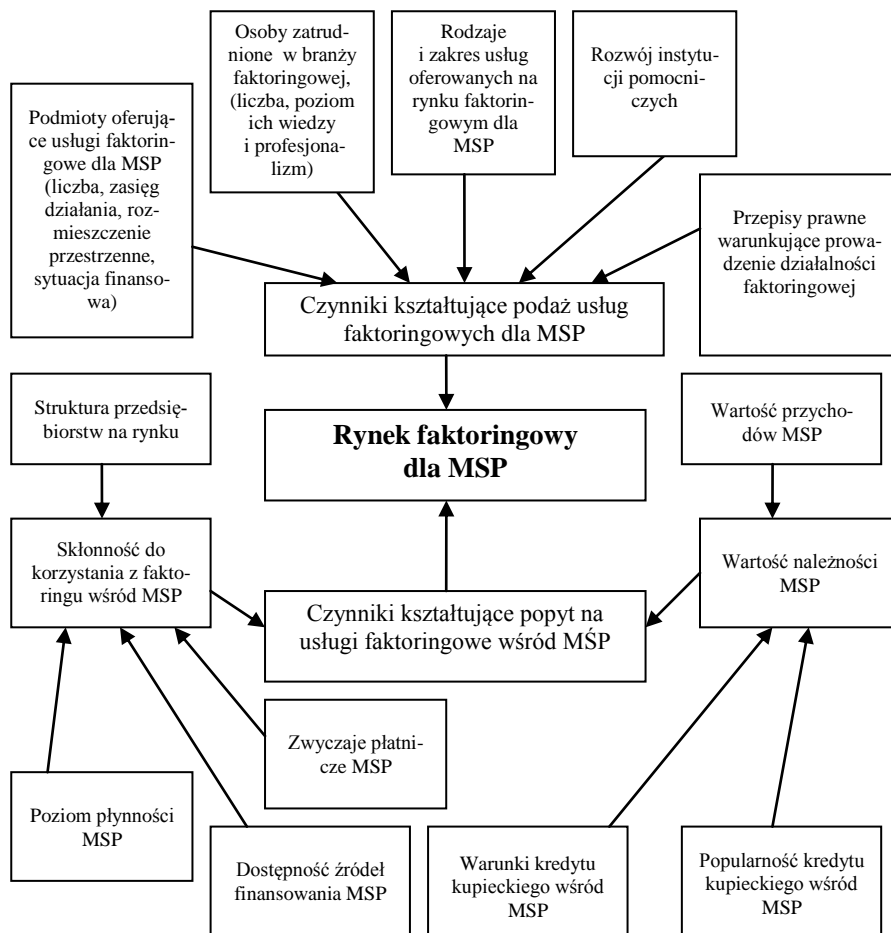 Osoby zatrud-
nione w branży
faktoringowej,
(liczba, poziom
ich wiedzy
i profesjona-
lizm)
Rodzaje
i zakres usług
oferowanych na
rynku faktorin-
gowym dla
MSP
Rozwój instytu-
cji pomocni-
czych
Podmioty oferują-
ce usługi faktorin-
gowe dla MSP
(liczba, zasięg
działania, roz-
mieszczenie
przestrzenne,
sytuacja finanso-
wa)
Przepisy prawne
warunkujące prowa-
dzenie działalności
faktoringowej
Czynniki kształtujące podaż usług
faktoringowych dla MSP
Struktura przedsię-
biorstw na rynku
Rynek faktoringowy
dla MSP
Wartość przycho-
dów MSP
Skłonność do
korzystania z fakto-
ringu wśród MSP
Czynniki kształtujące popyt na
usługi faktoringowe wśród MŚP
Wartość należności
MSP
Zwyczaje płatni-
cze MSP
Poziom płynności
MSP
Dostępność źródeł
finansowania MSP
Warunki kredytu
kupieckiego wśród
MSP
Popularność kredytu
kupieckiego wśród
MSP